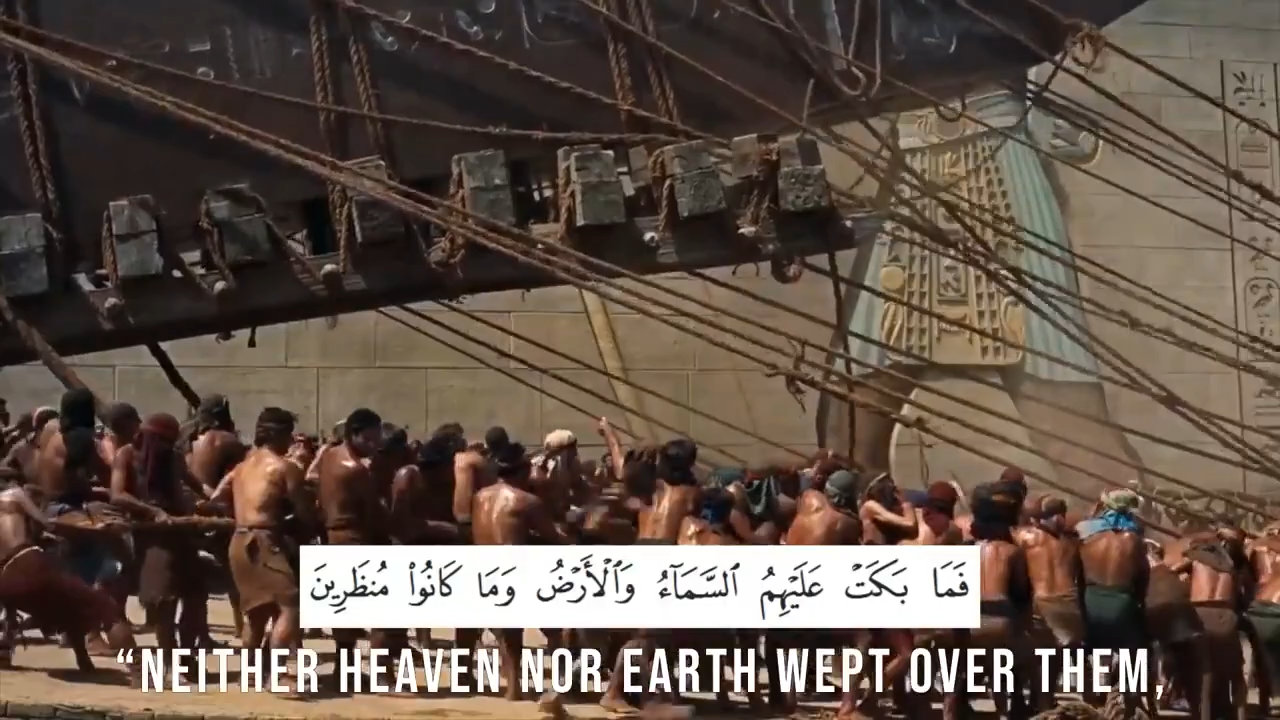 فَمَا بَكَتْ عَلَيْهِمُ ٱلسَّمَآءُ وَٱلْأَرْضُ وَمَا كَانُوا۟ مُنظَرِينَ
“NEITHER HEAVEN NOR EARTH WEPT OVER THEM,